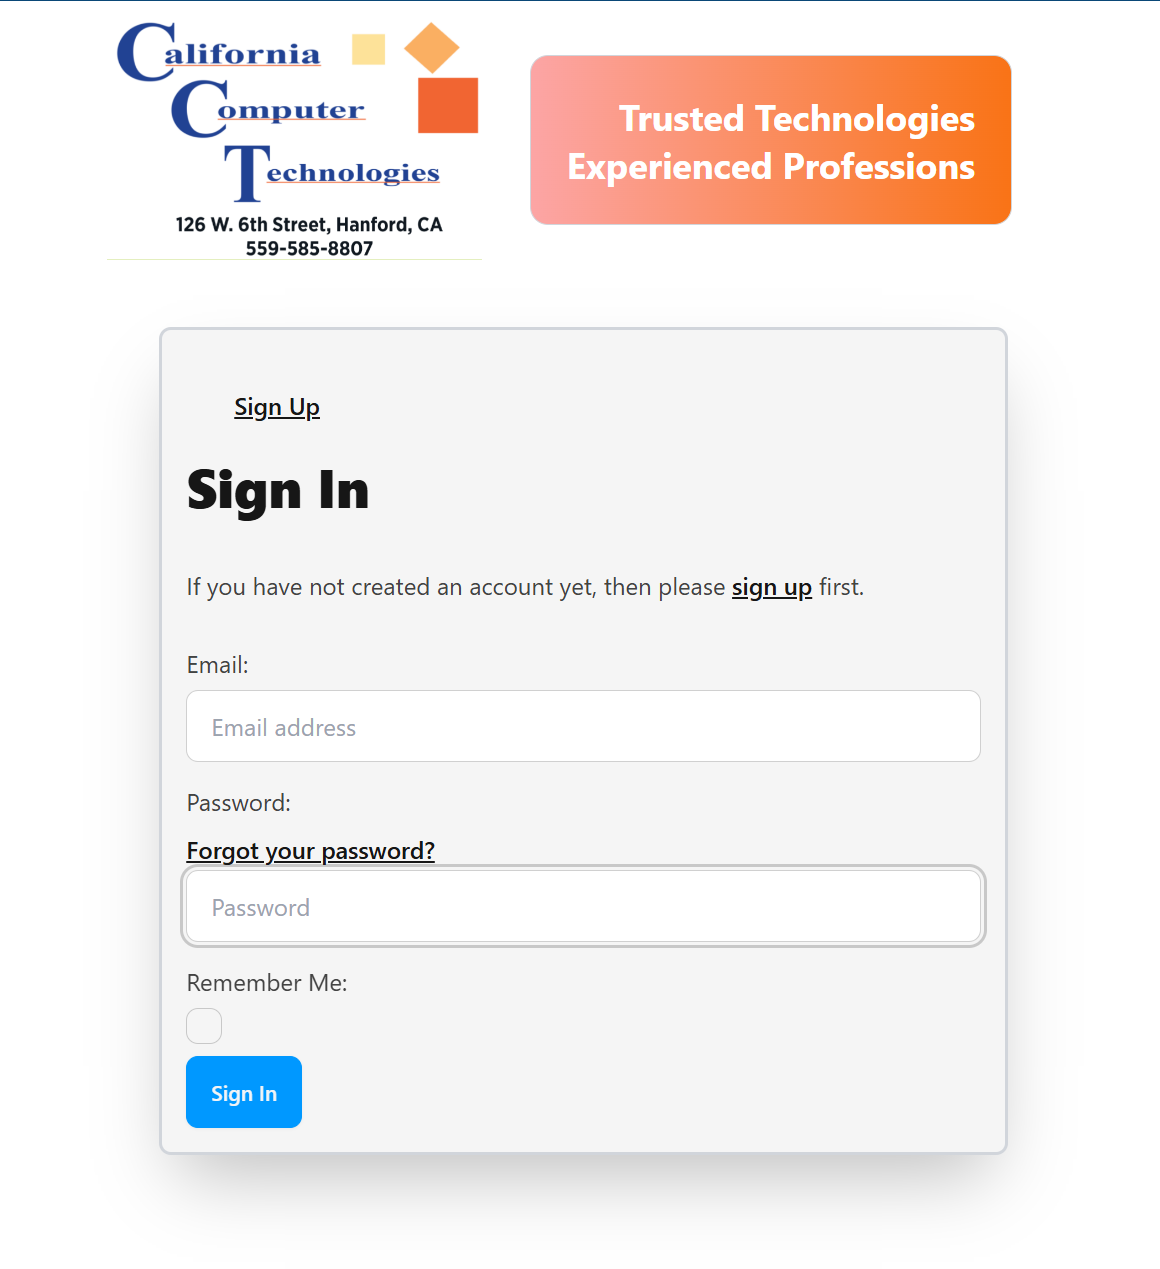 California
Computer
Technologies
126 W. 6th Street, Hanford, CA
559-585-8807
Trusted Technologies
Experienced Professions
Sign Up
Sign In
If you have not created an account yet, then please sign up first.
Email:
Email address
Password:
Forgot your password?
Password
Remember Me:
Sign In